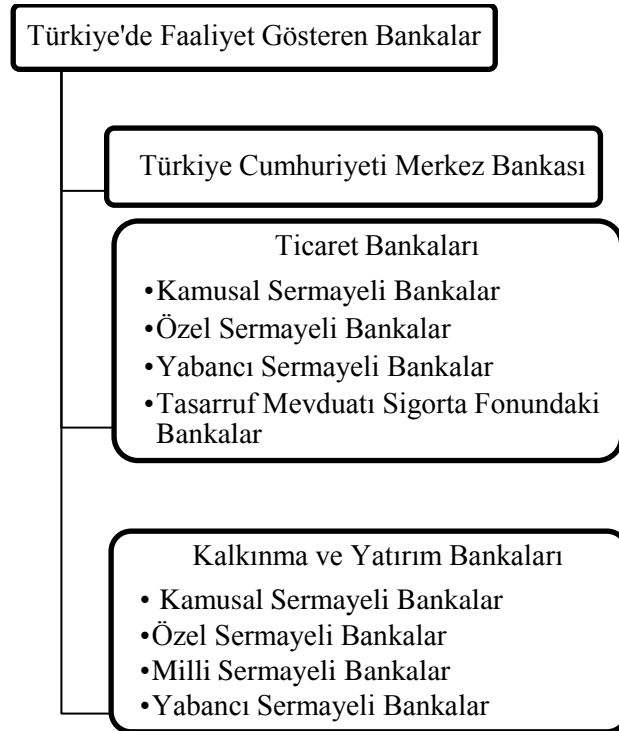 Türkiye'de Faaliyet Gösteren Bankalar
Türkiye Cumhuriyeti Merkez Bankası
Ticaret Bankaları
•Kamusal Sermayeli Bankalar
•Özel Sermayeli Bankalar
•Yabancı Sermayeli Bankalar
•Tasarruf Mevduatı Sigorta Fonundaki
Bankalar
Kalkınma ve Yatırım Bankaları
• Kamusal Sermayeli Bankalar
•Özel Sermayeli Bankalar
•Milli Sermayeli Bankalar
•Yabancı Sermayeli Bankalar